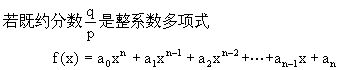 若既约分数q/p是整系数多项式
f(x) = a₀xⁿ + a₁xⁿ⁻¹ + a₂xⁿ⁻² +⋯+aₙ₋₁x + aₙ